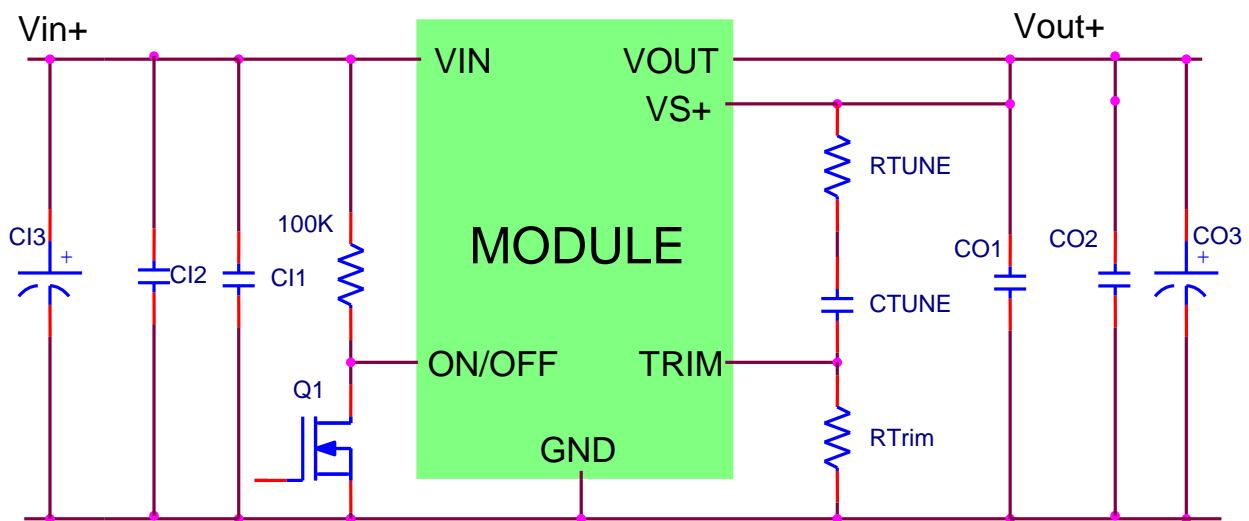 Vin+
Vout+
VIN
VOUT
VS+
RTUNE
100K
CI3
+
CI2
CI1
MODULE
CO1
CO2
CO3
+
CTUNE
ON/OFF
TRIM
Q1
RTrim
GND